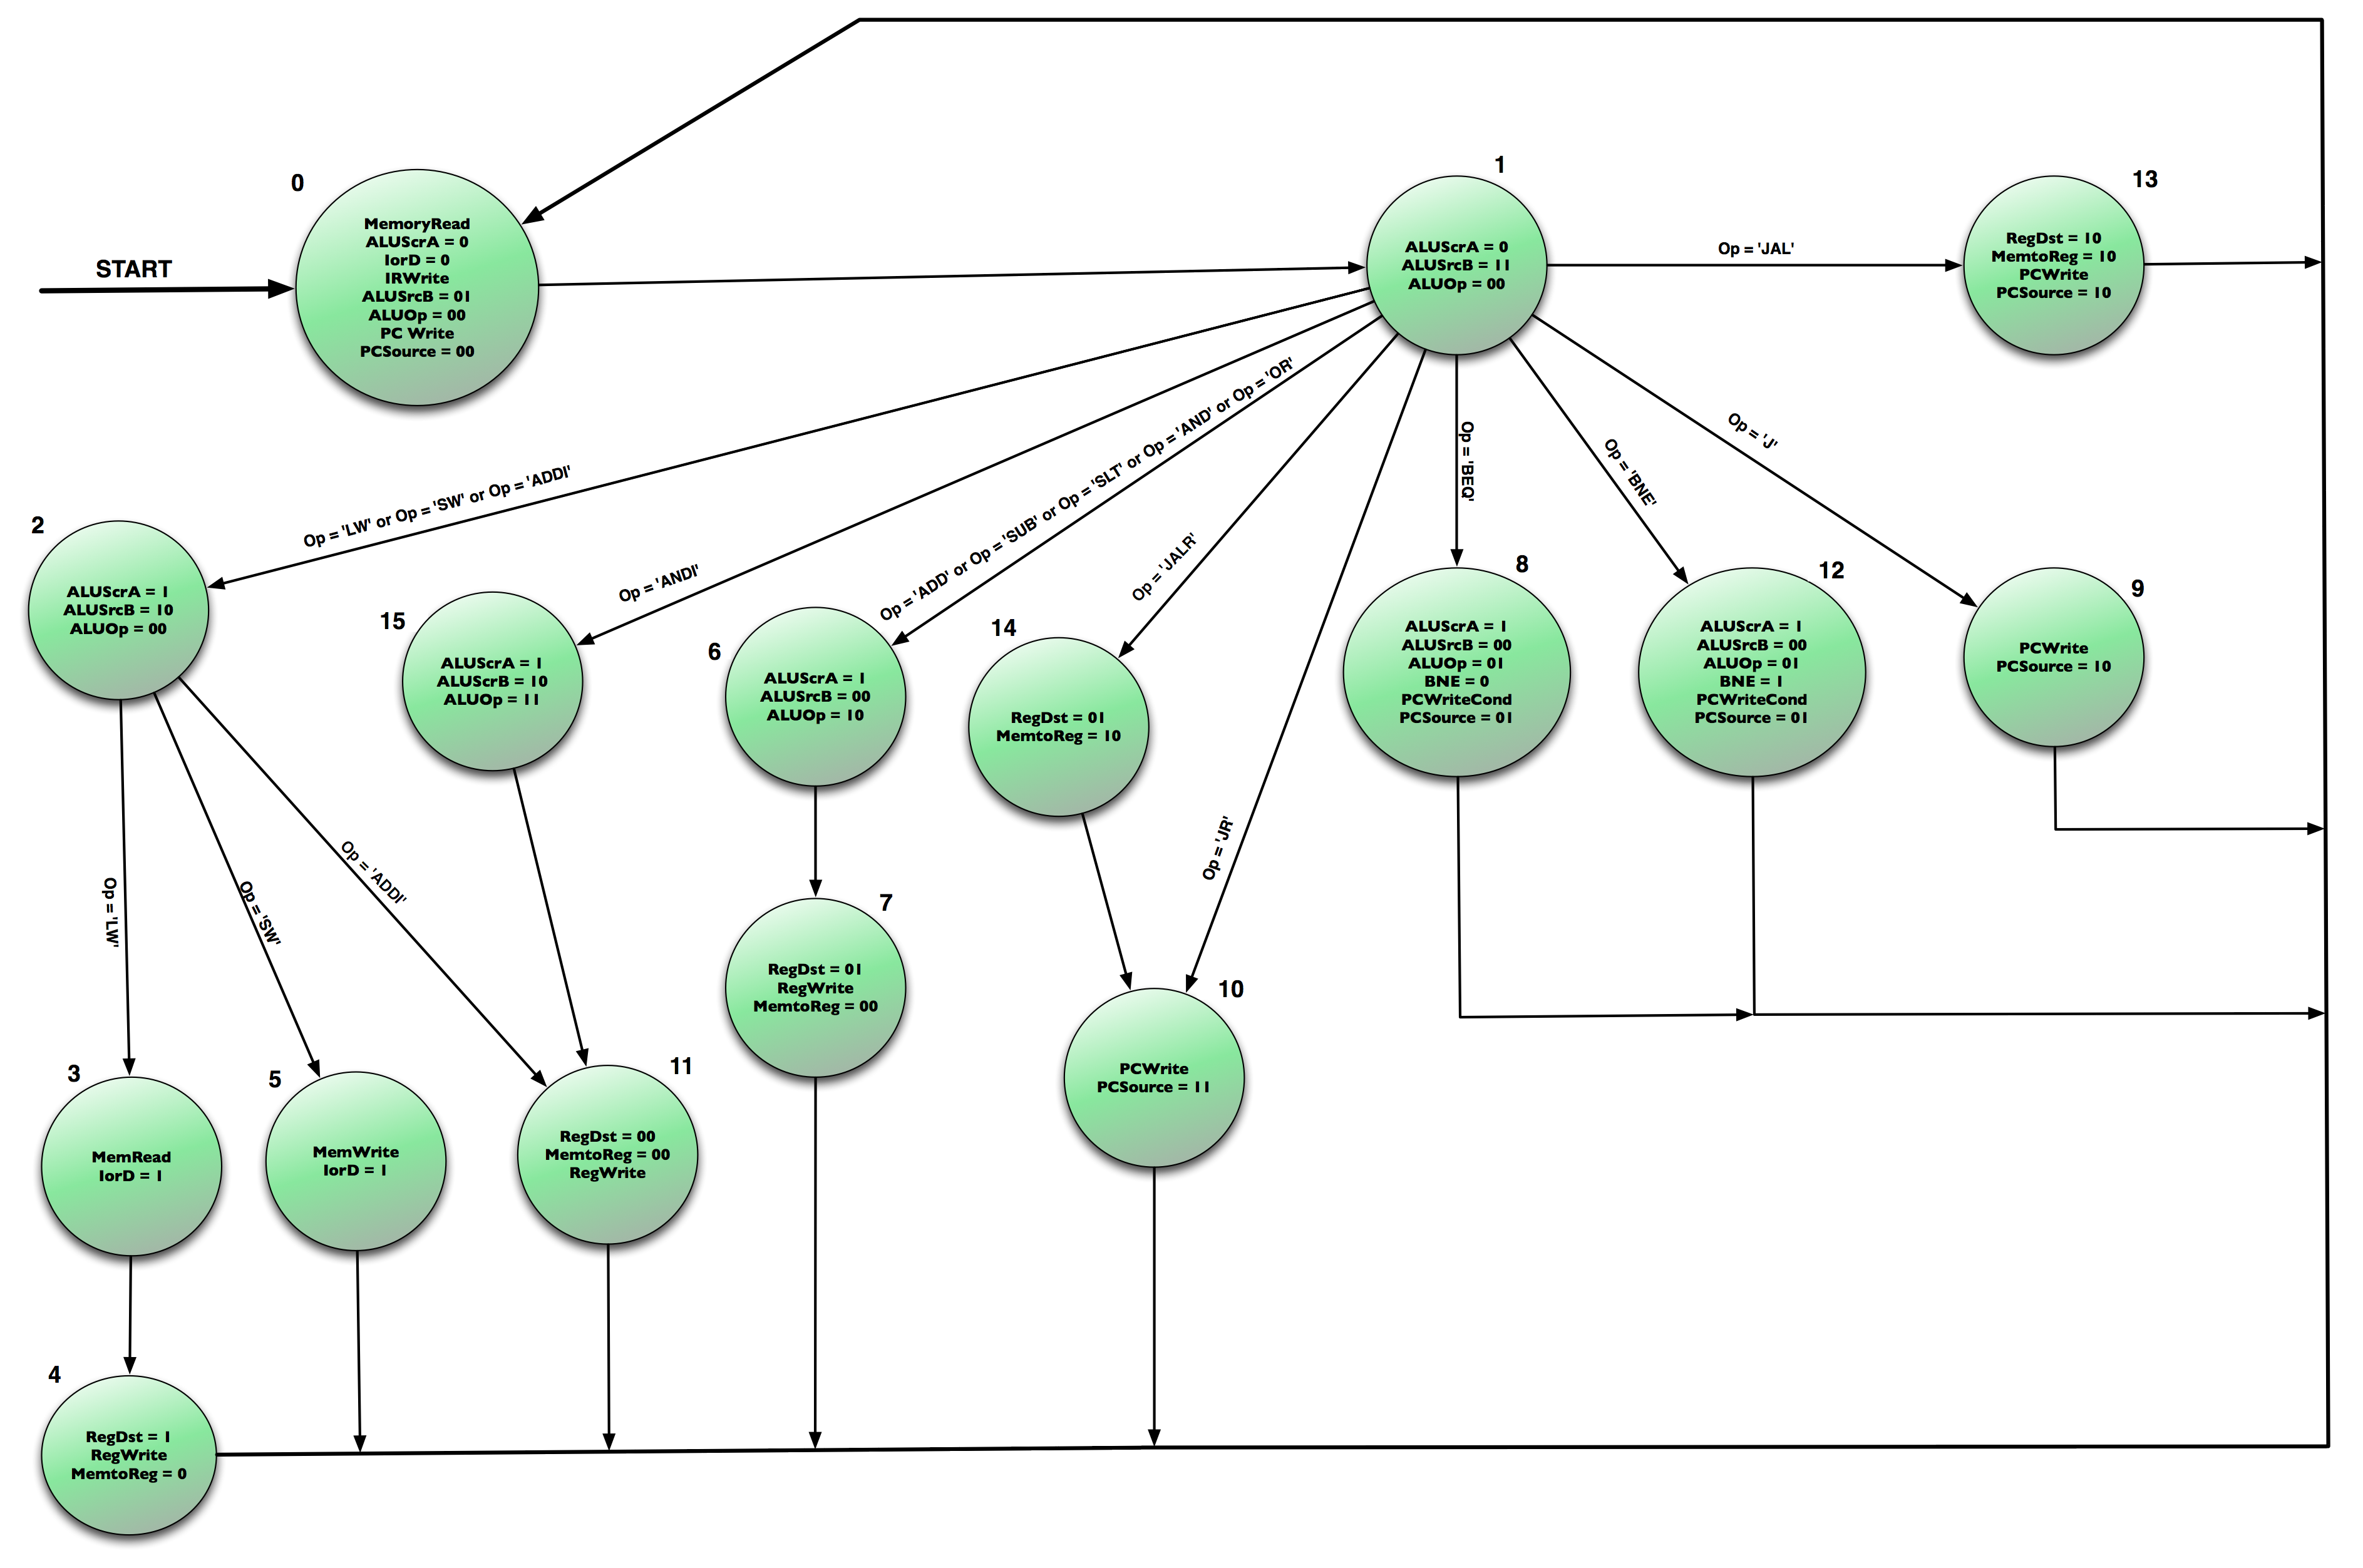 START
0
MemoryRead
ALUScrA = 0
IorD = 0
IRWrite
ALUSrcB = 01
ALUOp = 00
PC Write
PCSource = 00
1
ALUScrA = 0
ALUSrcB = 11
ALUOp = 00
Op = 'JAL'
13
RegDst = 10
MemtoReg = 10
PCWrite
PCSource = 10
Op = 'LW' or Op = 'SW' or Op = 'ADDI'
Op = 'ANDI'
Op = 'ADD' or Op = 'SUB' or Op = 'SLT' or Op = 'AND' or Op = 'OR'
Op = 'JALR'
Op = 'JR'
Op = 'BEQ'
Op = 'BNE'
Op = 'J'
2
ALUScrA = 1
ALUSrcB = 10
ALUOp = 00
15
ALUScrA = 1
ALUScrB = 10
ALUOp = 11
6
ALUScrA = 1
ALUSrcB = 00
ALUOp = 10
14
RegDst = 01
MemtoReg = 10
8
ALUScrA = 1
ALUSrcB = 00
ALUOp = 01
BNE = 0
PCWriteCond
PCSource = 01
12
ALUScrA = 1
ALUSrcB = 00
ALUOp = 01
BNE = 1
PCWriteCond
PCSource = 01
9
PCWrite
PCSource = 10
Op = 'LW'
Op = 'SW'
Op = 'ADDI'
7
RegDst = 01
RegWrite
MemtoReg = 00
10
PCWrite
PCSource = 11
3
MemRead
IorD = 1
5
MemWrite
IorD = 1
11
RegDst = 00
MemtoReg = 00
RegWrite
4
RegDst = 1
RegWrite
MemtoReg = 0